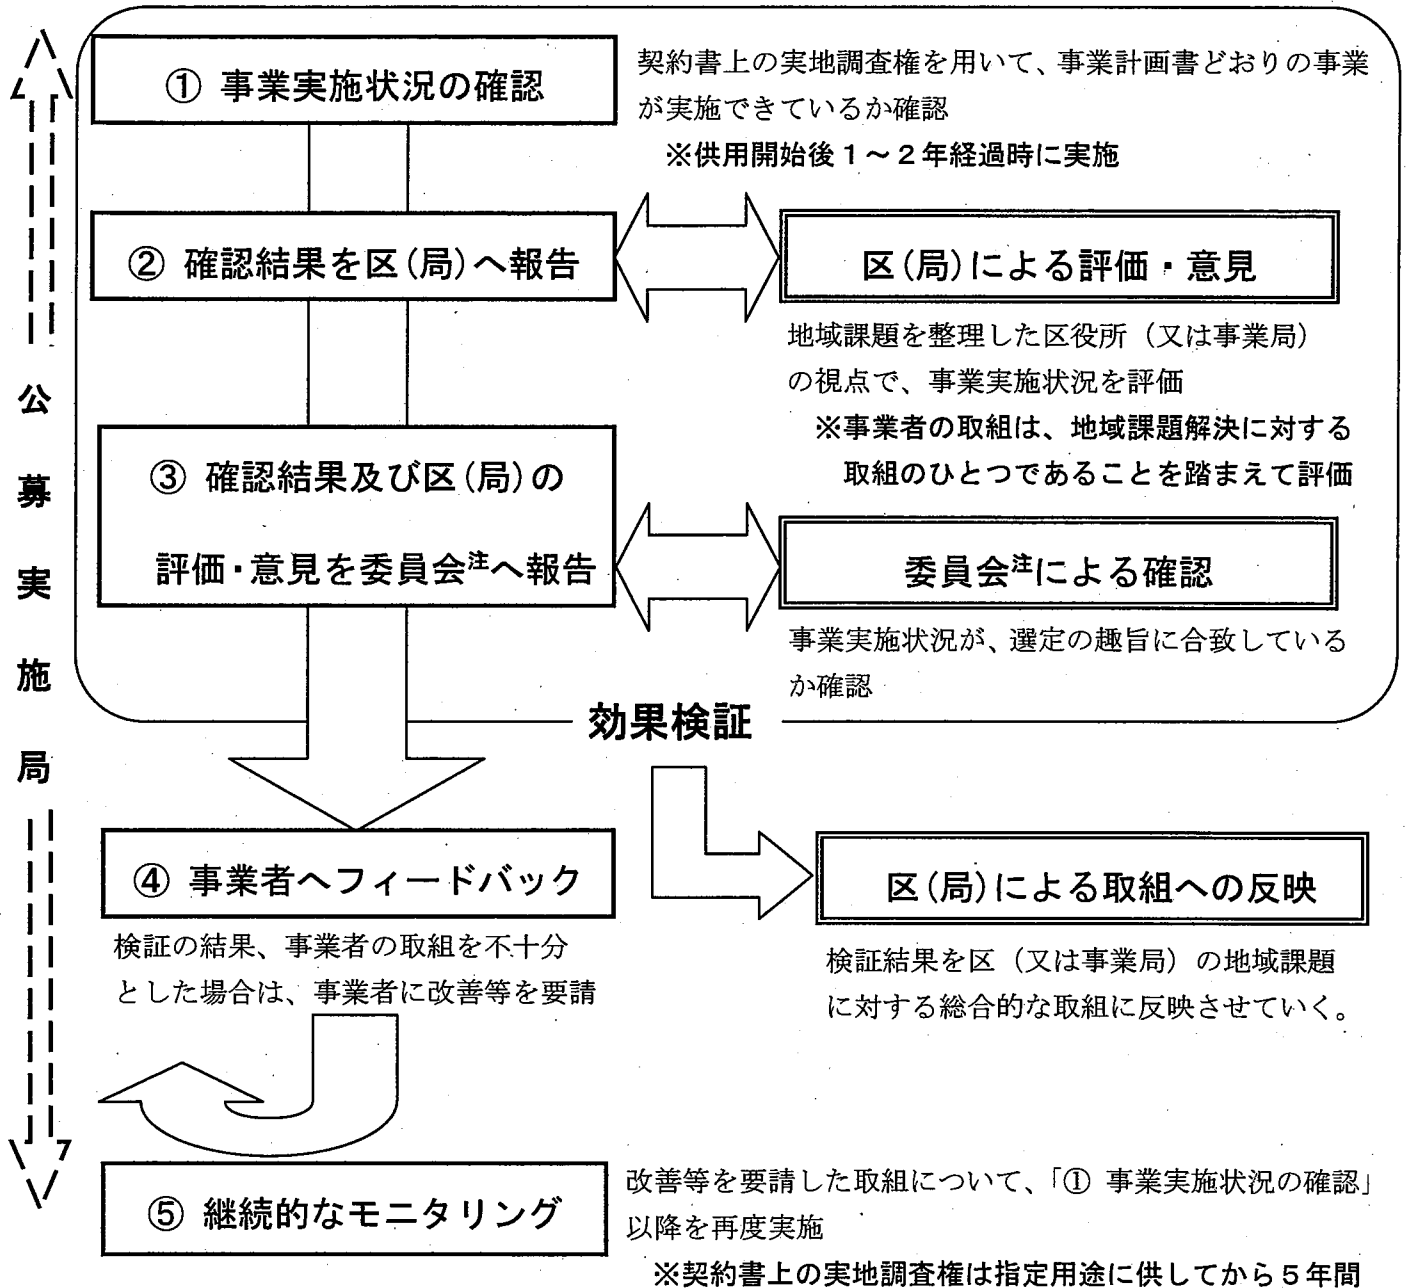 ① 事業実施状況の確認
契約書上の実地調査権を用いて、事業計画書どおりの事業
が実施できているか確認
※供用開始後1～2年経過時に実施
② 確認結果を区(局)へ報告
区(局)による評価・意見
地域課題を整理した区役所（又は事業局）
の視点で、事業実施状況を評価
※事業者の取組は、地域課題解決に対する
取組のひとつであることを踏まえて評価
③ 確認結果及び区(局)の
評価・意見を委員会注へ報告
委員会注による確認
事業実施状況が、選定の趣旨に合致している
か確認
効果検証
公募実施局
④ 事業者へフィードバック
検証の結果、事業者の取組を不十分
とした場合は、事業者に改善等を要請
区(局)による取組への反映
検証結果を区（又は事業局）の地域課題
に対する総合的な取組に反映させていく。
⑤ 継続的なモニタリング
改善等を要請した取組について、「① 事業実施状況の確認」
以降を再度実施
※契約書上の実地調査権は指定用途に供してから5年間